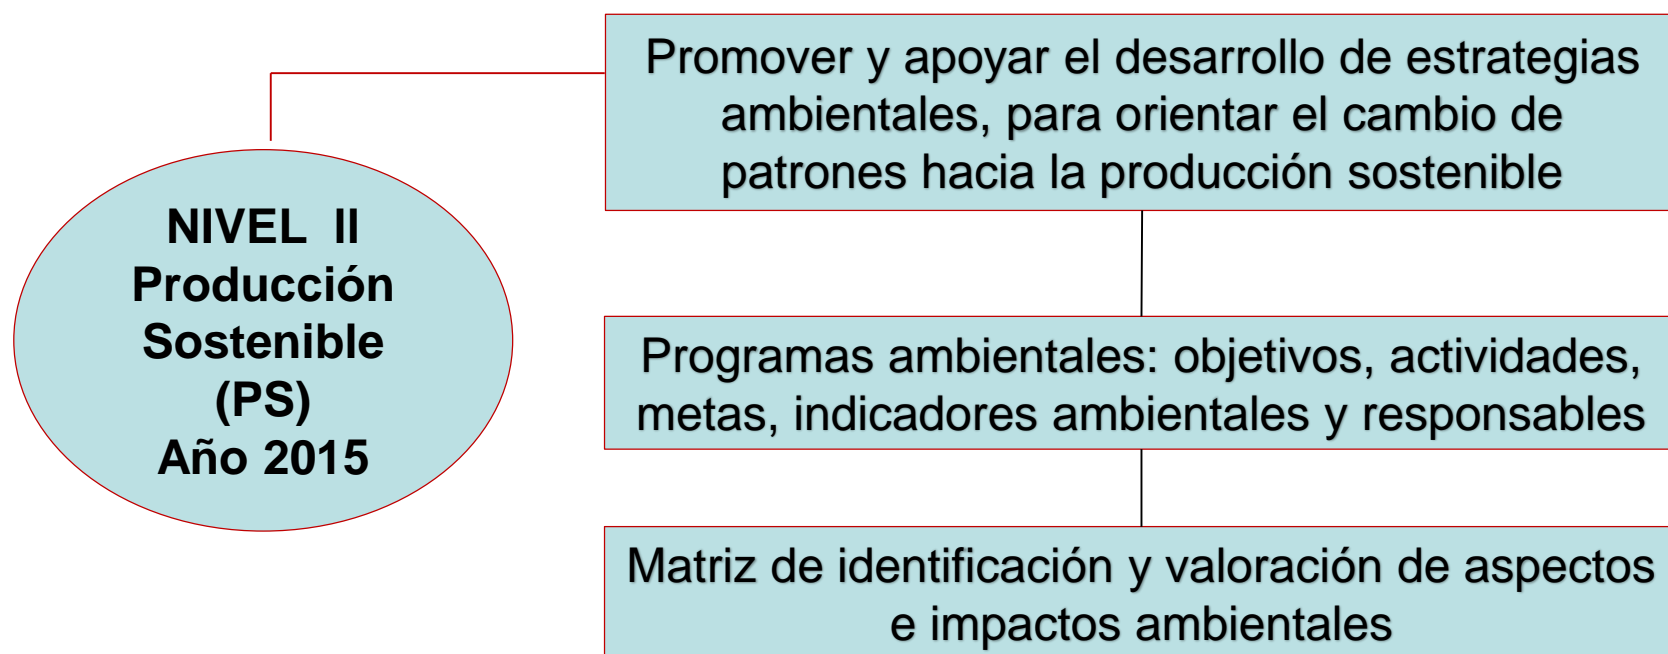 Promover y apoyar el desarrollo de estrategias
ambientales, para orientar el cambio de
patrones hacia la producción sostenible
NIVEL II
Producción
Sostenible
(PS)
Año 2015
Programas ambientales: objetivos, actividades,
metas, indicadores ambientales y responsables
Matriz de identificación y valoración de aspectos
e impactos ambientales